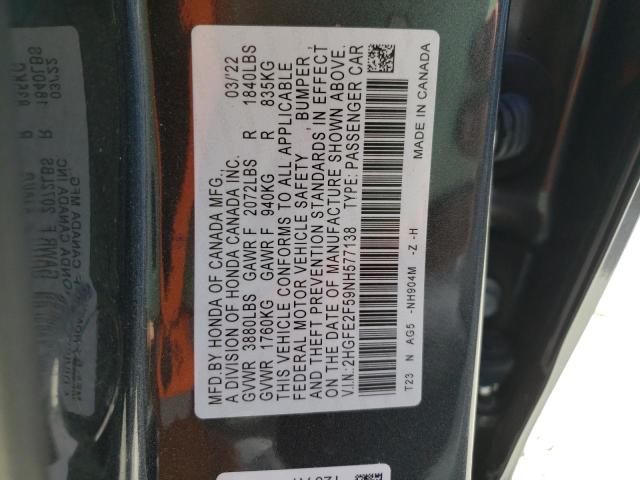 MFD.BY HONDA OF CANADA MFG. 03/'22
A DIVISION OF HONDA CANADA INC.
GVWR 3880LBS GAWR F 2072LBS R 1840LBS
GVWR 1760KG GAWR F 940KG R 835KG
THIS VEHICLE CONFORMS TO ALL APPLICABLE
FEDERAL MOTOR VEHICLE SAFETY BUMPER,
AND THEFT PREVENTION STANDARDS IN EFFECT
ON THE DATE OF MANUFACTURE SHOWN ABOVE.
V.I.N.:2HGFE2F59NH577138 TYPE: PASSENGER CAR
T23 N AG5 -NH904M -Z -H
MADE IN CANADA